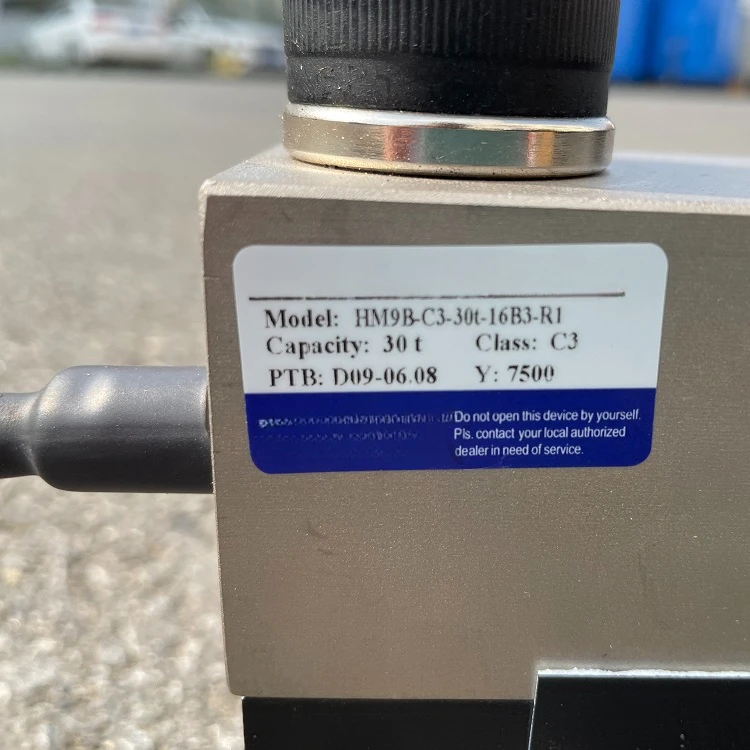 Model: HM9B-C3-30t-16B3-R1
Capacity: 30 t Class: C3
PTB: D09-06.08 Y: 7500
Do not open this device by yourself.
Pls. contact your local authorized
dealer in need of service.